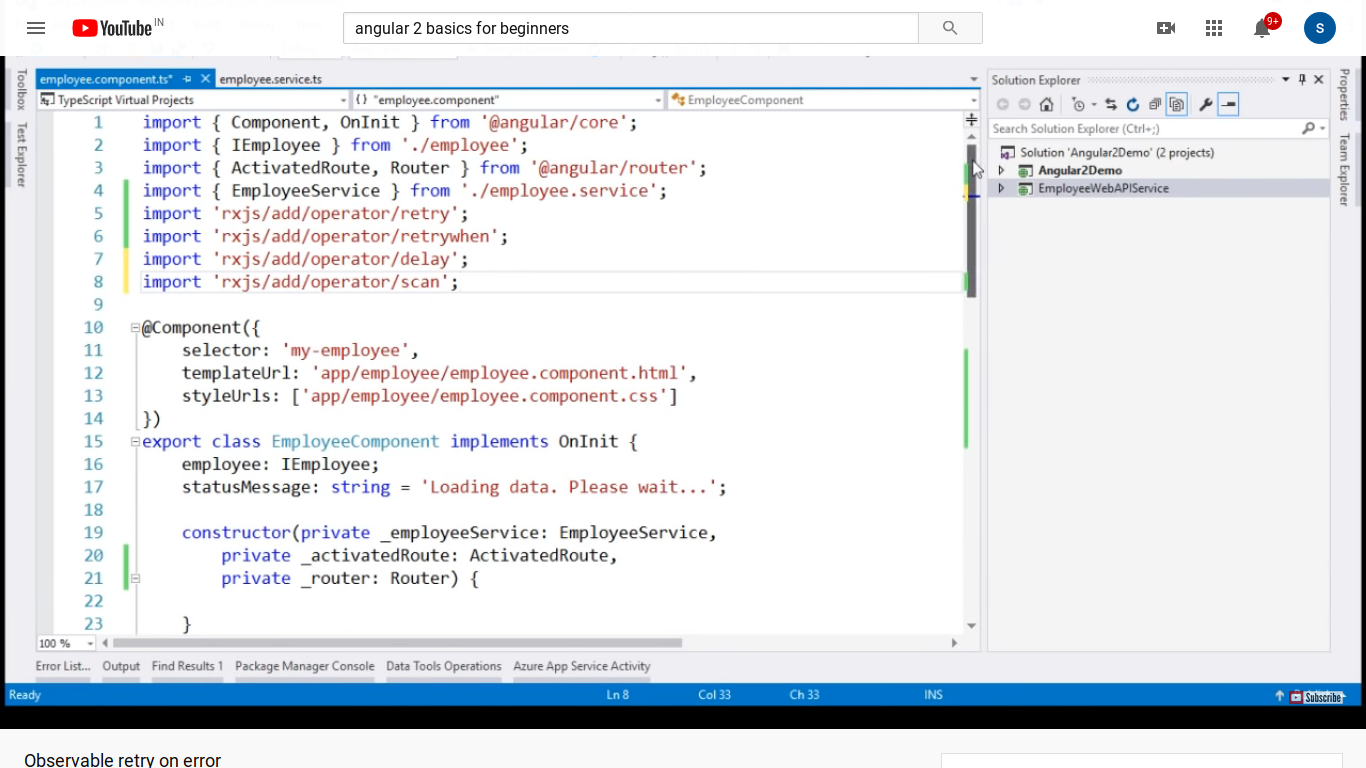 YouTube IN
angular 2 basics for beginners
9+
S
employee.component.ts*
employee.service.ts
TypeScript Virtual Projects
"employee.component"
EmployeeComponent
Toolbox
Test Explorer
1 import { Component, OnInit } from '@angular/core';
2 import { IEmployee } from './employee';
3 import { ActivatedRoute, Router } from '@angular/router';
4 import { EmployeeService } from './employee.service';
5 import 'rxjs/add/operator/retry';
6 import 'rxjs/add/operator/retrywhen';
7 import 'rxjs/add/operator/delay';
8 import 'rxjs/add/operator/scan';
9
10 @Component({
11 selector: 'my-employee',
12 templateUrl: 'app/employee/employee.component.html',
13 styleUrls: ['app/employee/employee.component.css']
14 })
15 export class EmployeeComponent implements OnInit {
16 employee: IEmployee;
17 statusMessage: string = 'Loading data. Please wait...';
18
19 constructor(private _employeeService: EmployeeService,
20 private _activatedRoute: ActivatedRoute,
21 private _router: Router) {
22
23 }
100 %
Solution Explorer
Search Solution Explorer (Ctrl+;)
Solution 'Angular2Demo' (2 projects)
Angular2Demo
EmployeeWebAPIService
Properties
Team Explorer
Error List... Output Find Results 1 Package Manager Console Data Tools Operations Azure App Service Activity
Ready Ln 8 Col 33 Ch 33 INS
Subscribe
Observable retry on error